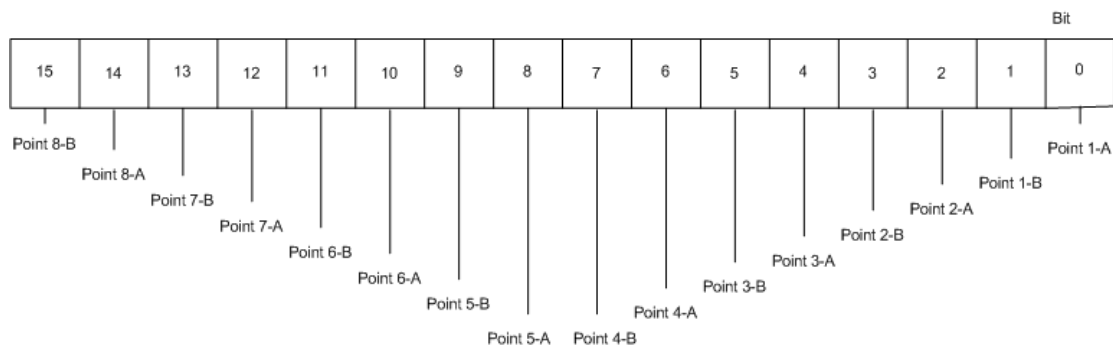 Bit
15 14 13 12 11 10 9 8 7 6 5 4 3 2 1 0
Point 8-B
Point 8-A
Point 7-B
Point 7-A
Point 6-B
Point 6-A
Point 5-B
Point 5-A
Point 4-B
Point 4-A
Point 3-B
Point 3-A
Point 2-B
Point 2-A
Point 1-B
Point 1-A